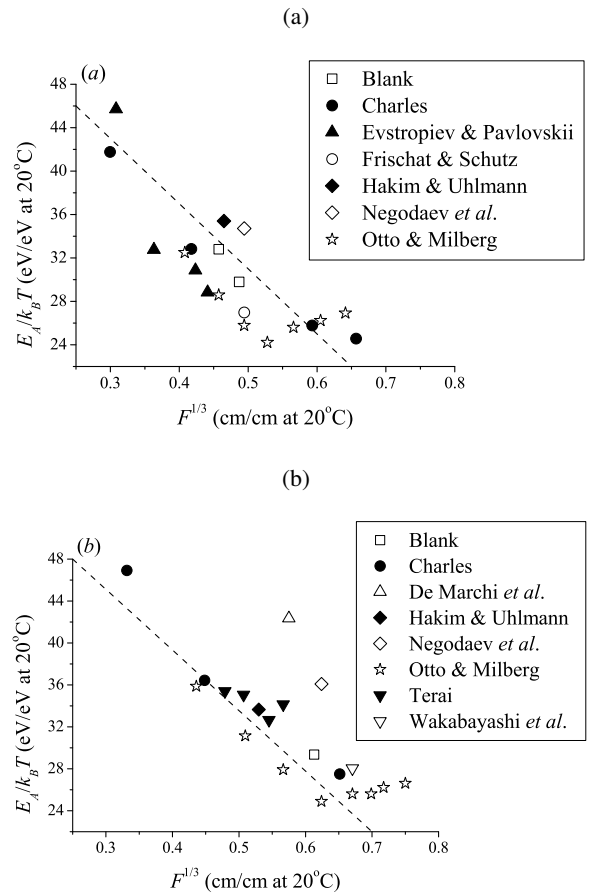 (a)
(a)
Blank
Charles
Evstropiev & Pavlovskii
Frischat & Schutz
Hakim & Uhlmann
Negodaev et al.
Otto & Milberg
48
44
40
36
32
28
24
E_A/k_BT (eV/eV at 20°C)
0.3 0.4 0.5 0.6 0.7 0.8
F^1/3 (cm/cm at 20°C)
(b)
(b)
Blank
Charles
De Marchi et al.
Hakim & Uhlmann
Negodaev et al.
Otto & Milberg
Terai
Wakabayashi et al.
48
44
40
36
32
28
24
E_A/k_BT (eV/eV at 20°C)
0.3 0.4 0.5 0.6 0.7 0.8
F^1/3 (cm/cm at 20°C)